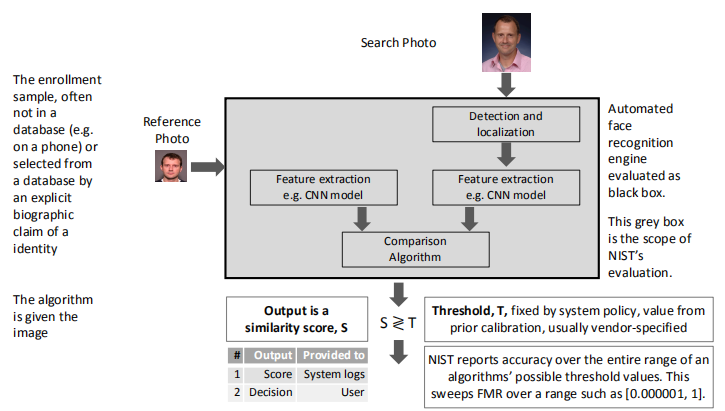 Search Photo
The enrollment
sample, often
not in a
database (e.g.
on a phone) or
selected from
a database by
an explicit
biographic
claim of a
identity
Reference
Photo
Detection and
localization
Feature extraction
e.g. CNN model
Feature extraction
e.g. CNN model
Comparison
Algorithm
Automated
face
recognition
engine
evaluated as
black box.
This grey box
is the scope of
NIST's
evaluation.
The algorithm
is given the
image
Output is a
similarity score, S
S ≷ T
Threshold, T, fixed by system policy, value from
prior calibration, usually vendor-specified
# Output Provided to
1 Score System logs
2 Decision User
NIST reports accuracy over the entire range of an
algorithms' possible threshold values. This
sweeps FMR over a range such as [0.000001, 1].